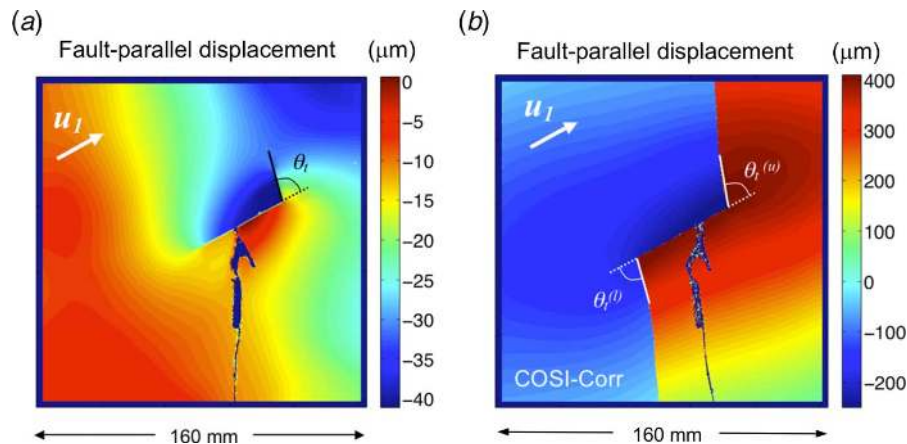 (a)
Fault-parallel displacement (μm)
u₁
θₜ
0
−5
−10
−15
−20
−25
−30
−35
−40
160 mm
(b)
Fault-parallel displacement (μm)
u₁
θₜ⁽ᵘ⁾
θₜ⁽ˡ⁾
COSI-Corr
400
300
200
100
0
−100
−200
160 mm